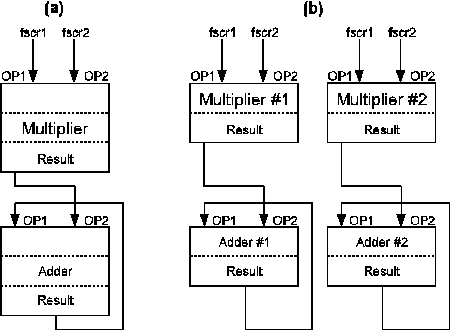 (a) (b)
fscr1 fscr2 fscr1 fscr2 fscr1 fscr2
OP1 OP2 OP1 OP2 OP1 OP2
Multiplier #1 Multiplier #2
Multiplier
Result Result
Result
OP1 OP2 OP1 OP2 OP1 OP2
Adder #1 Adder #2
Adder
Result Result
Result